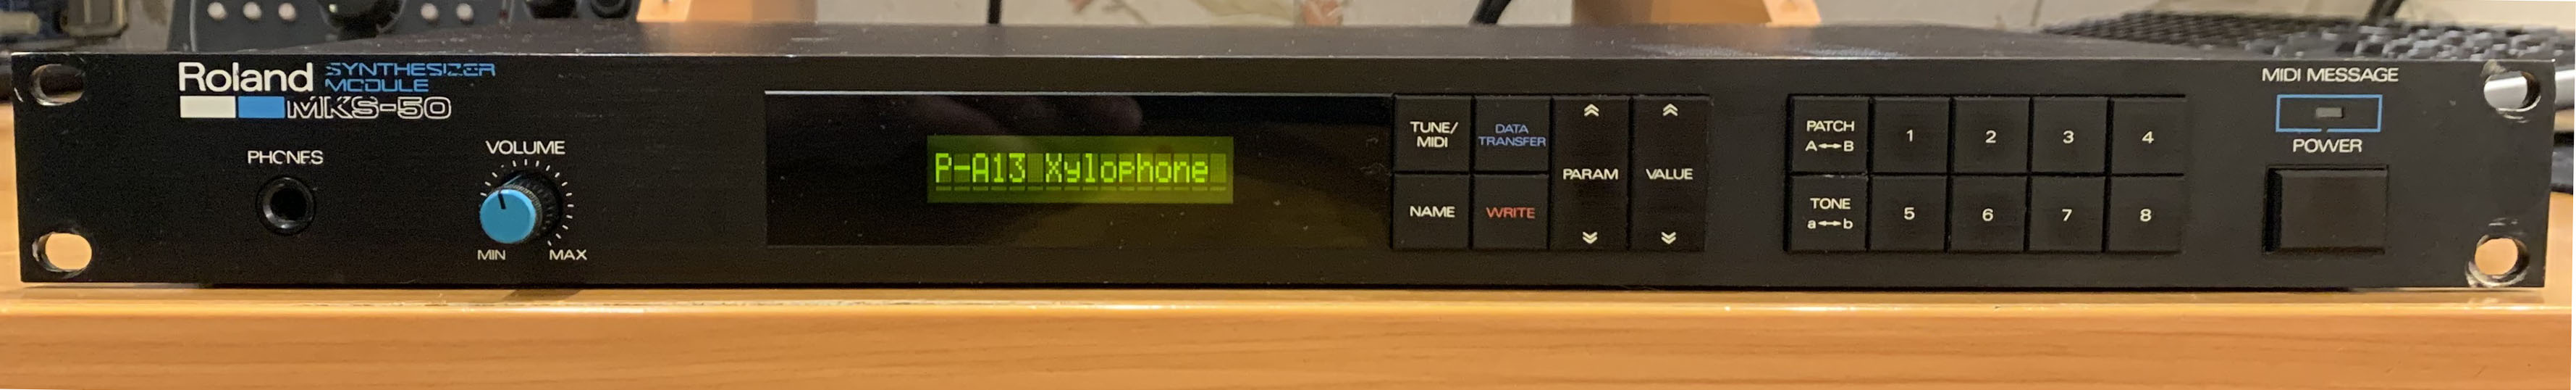 Roland SYNTHESIZER
MODULE
MKS-50
PHONES
VOLUME
MIN MAX
P-A13 Xylophone
TUNE/
MIDI
DATA
TRANSFER
NAME
WRITE
PARAM
VALUE
PATCH
A↔B
1 2 3 4
TONE
a↔b
5 6 7 8
MIDI MESSAGE
POWER